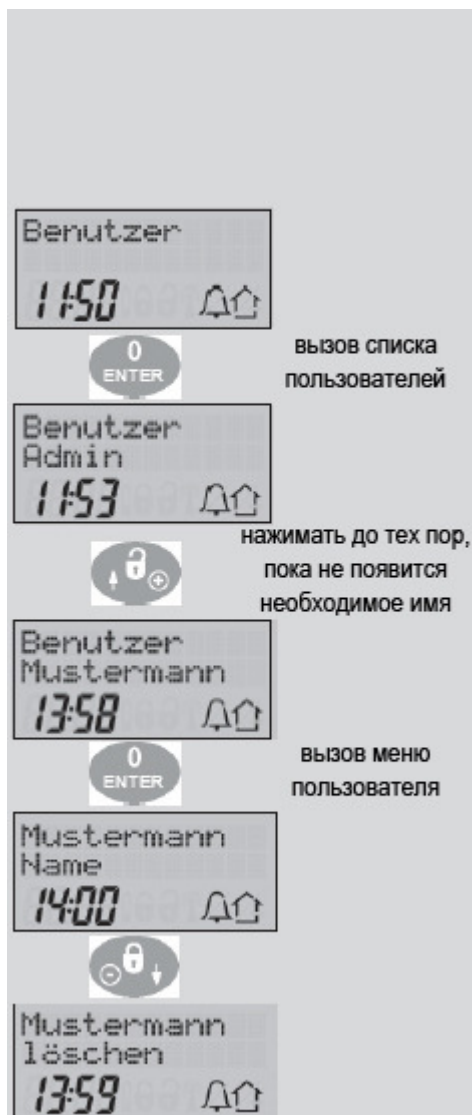 Benutzer
11:50
0
ENTER
вызов списка
пользователей
Benutzer
Admin
11:53
нажимать до тех пор,
пока не появится
необходимое имя
Benutzer
Mustermann
13:58
0
ENTER
вызов меню
пользователя
Mustermann
Name
14:00
Mustermann
löschen
13:59